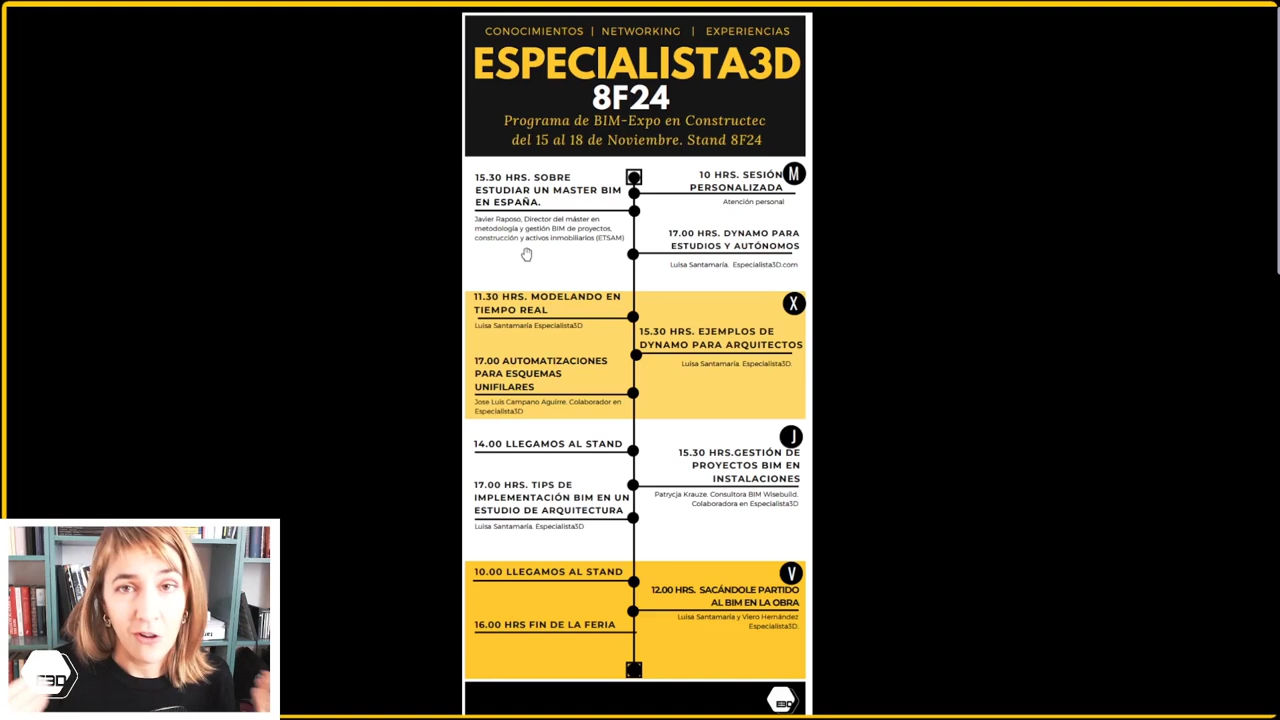 CONOCIMIENTOS | NETWORKING | EXPERIENCIAS
ESPECIALISTA3D
8F24
Programa de BIM-Expo en Constructec
del 15 al 18 de Noviembre. Stand 8F24
M
10 HRS. SESIÓN
PERSONALIZADA
Atención personal
15.30 HRS. SOBRE
ESTUDIAR UN MASTER BIM
EN ESPAÑA.
Javier Raposo, Director del máster en
metodología y gestión BIM de proyectos,
construcción y activos inmobiliarios (ETSAM)
17.00 HRS. DYNAMO PARA
ESTUDIOS Y AUTÓNOMOS
Luisa Santamaría. Especialista3D.com
X
11.30 HRS. MODELANDO EN
TIEMPO REAL
Luisa Santamaría Especialista3D
15.30 HRS. EJEMPLOS DE
DYNAMO PARA ARQUITECTOS
Luisa Santamaría. Especialista3D.
17.00 AUTOMATIZACIONES
PARA ESQUEMAS
UNIFILARES
Jose Luis Campano Aguirre. Colaborador en
Especialista3D
J
14.00 LLEGAMOS AL STAND
15.30 HRS.GESTIÓN DE
PROYECTOS BIM EN
INSTALACIONES
Patrycja Krauze. Consultora BIM Wisebuild.
Colaboradora en Especialista3D
17.00 HRS. TIPS DE
IMPLEMENTACIÓN BIM EN UN
ESTUDIO DE ARQUITECTURA
Luisa Santamaría. Especialista3D
V
10.00 LLEGAMOS AL STAND
12.00 HRS. SACÁNDOLE PARTIDO
AL BIM EN LA OBRA
Luisa Santamaría y Viero Hernández
Especialista3D.
16.00 HRS FIN DE LA FERIA
E3D
E3D